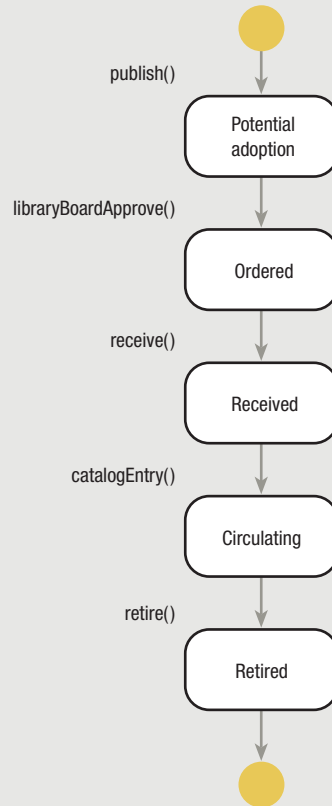 publish()
Potential
adoption
libraryBoardApprove()
Ordered
receive()
Received
catalogEntry()
Circulating
retire()
Retired